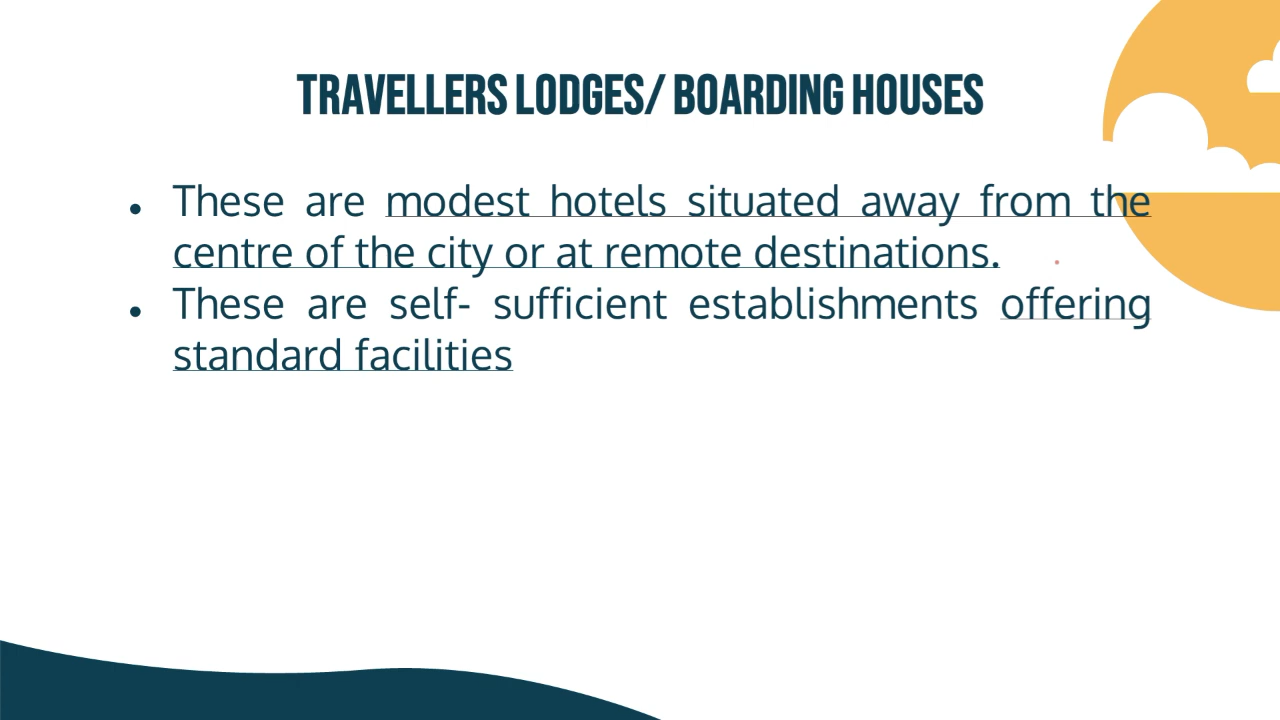 TRAVELLERS LODGES/ BOARDING HOUSES
• These are modest hotels situated away from the
centre of the city or at remote destinations.
• These are self- sufficient establishments offering
standard facilities